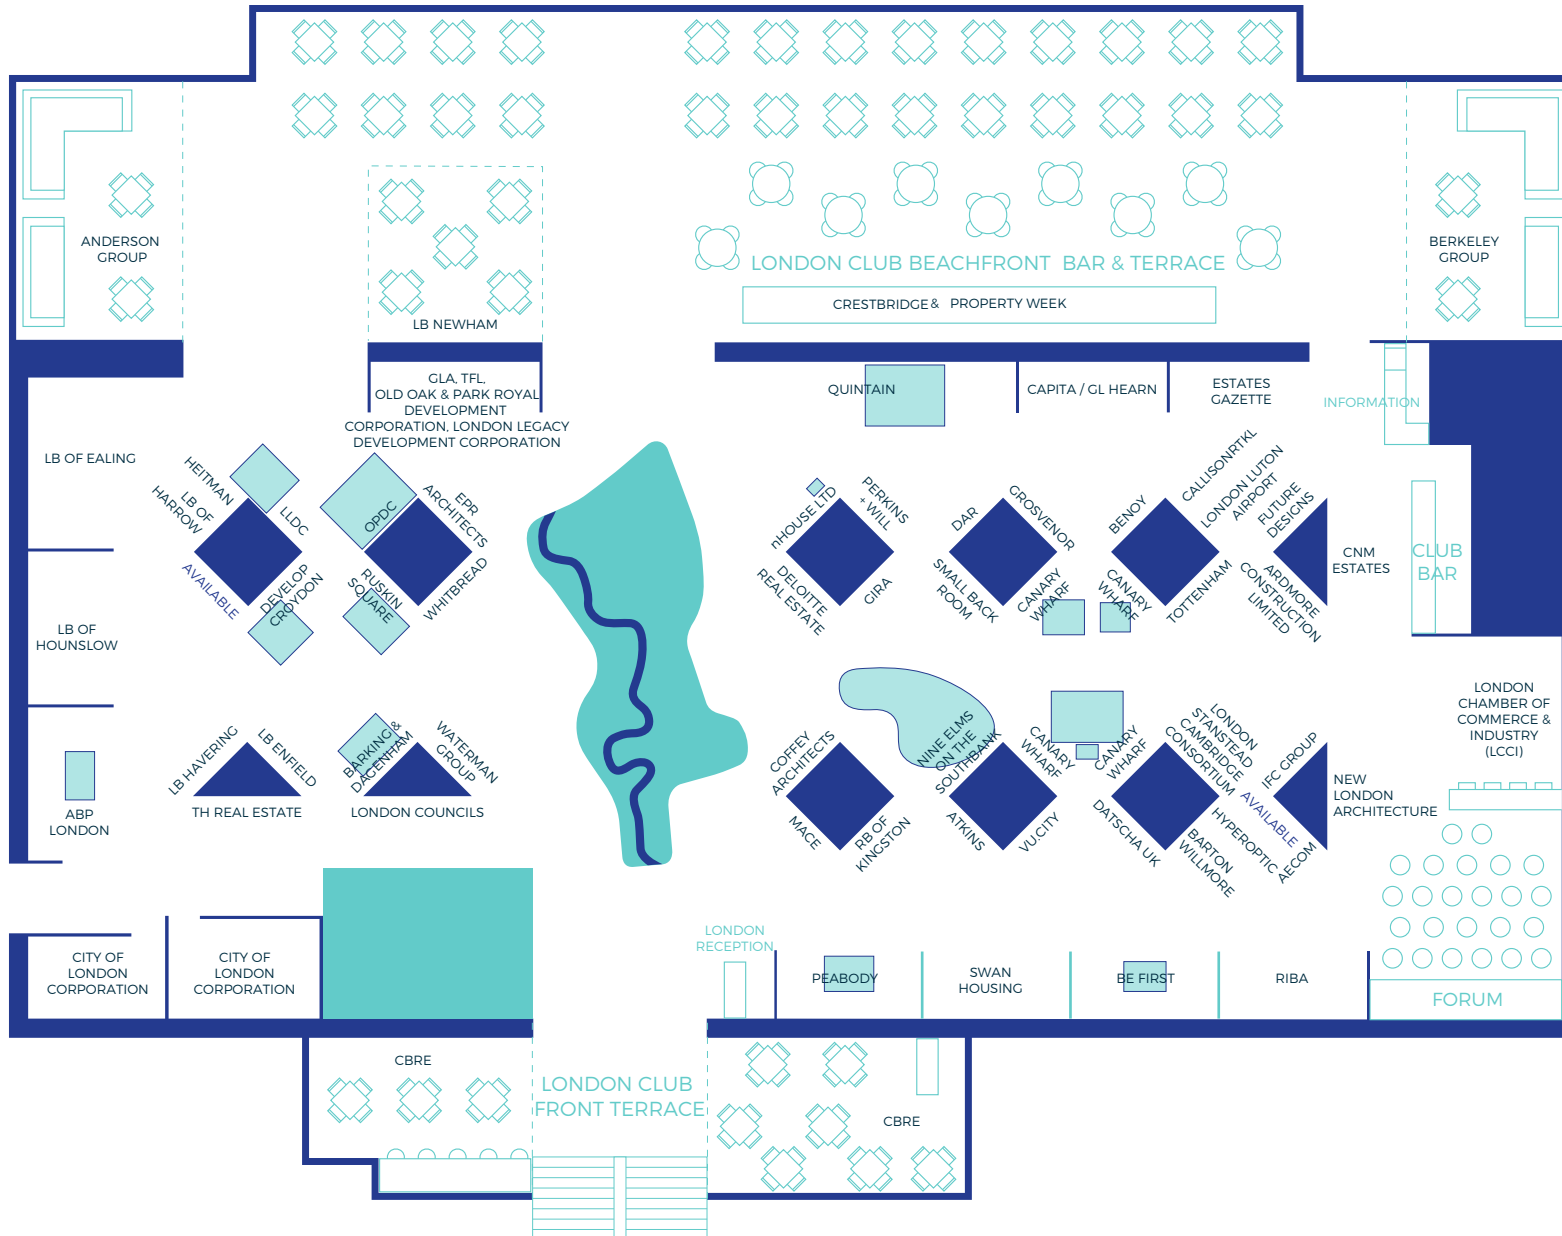 ANDERSON
GROUP
LB NEWHAM
LONDON CLUB BEACHFRONT BAR & TERRACE
CRESTBRIDGE & PROPERTY WEEK
BERKELEY
GROUP
GLA, TFL,
OLD OAK & PARK ROYAL
DEVELOPMENT
CORPORATION, LONDON LEGACY
DEVELOPMENT CORPORATION
QUINTAIN
CAPITA / GL HEARN
ESTATES
GAZETTE
INFORMATION
LB OF EALING
HEITMAN
LB OF
HARROW
LLDC
AVAILABLE
DEVELOP
CROYDON
OPDC
EPR
ARCHITECTS
RUSKIN
SQUARE
WHITBREAD
nHOUSE LTD
PERKINS
+ WILL
DELOITTE
REAL ESTATE
GIRA
DAR
GROSVENOR
SMALL BACK
ROOM
CANARY
WHARF
BENOY
CALLISONRTKL
LONDON LUTON
AIRPORT
CANARY
WHARF
TOTTENHAM
FUTURE
DESIGNS
CNM
ESTATES
ARDMORE
CONSTRUCTION
LIMITED
CLUB
BAR
LB OF
HOUNSLOW
LB HAVERING
LB ENFIELD
TH REAL ESTATE
BARKING &
DAGENHAM
WATERMAN
GROUP
LONDON COUNCILS
ABP
LONDON
COFFEY
ARCHITECTS
MACE
RB OF
KINGSTON
NINE ELMS
ON THE
SOUTHBANK
CANARY
WHARF
ATKINS
VU.CITY
CANARY
WHARF
LONDON
STANSTEAD
CAMBRIDGE
CONSORTIUM
DATSCHA UK
HYPEROPTIC
BARTON
WILLMORE
IFC GROUP
AVAILABLE
AECOM
NEW
LONDON
ARCHITECTURE
LONDON
CHAMBER OF
COMMERCE &
INDUSTRY
(LCCI)
CITY OF
LONDON
CORPORATION
CITY OF
LONDON
CORPORATION
LONDON
RECEPTION
PEABODY
SWAN
HOUSING
BE FIRST
RIBA
FORUM
CBRE
LONDON CLUB
FRONT TERRACE
CBRE